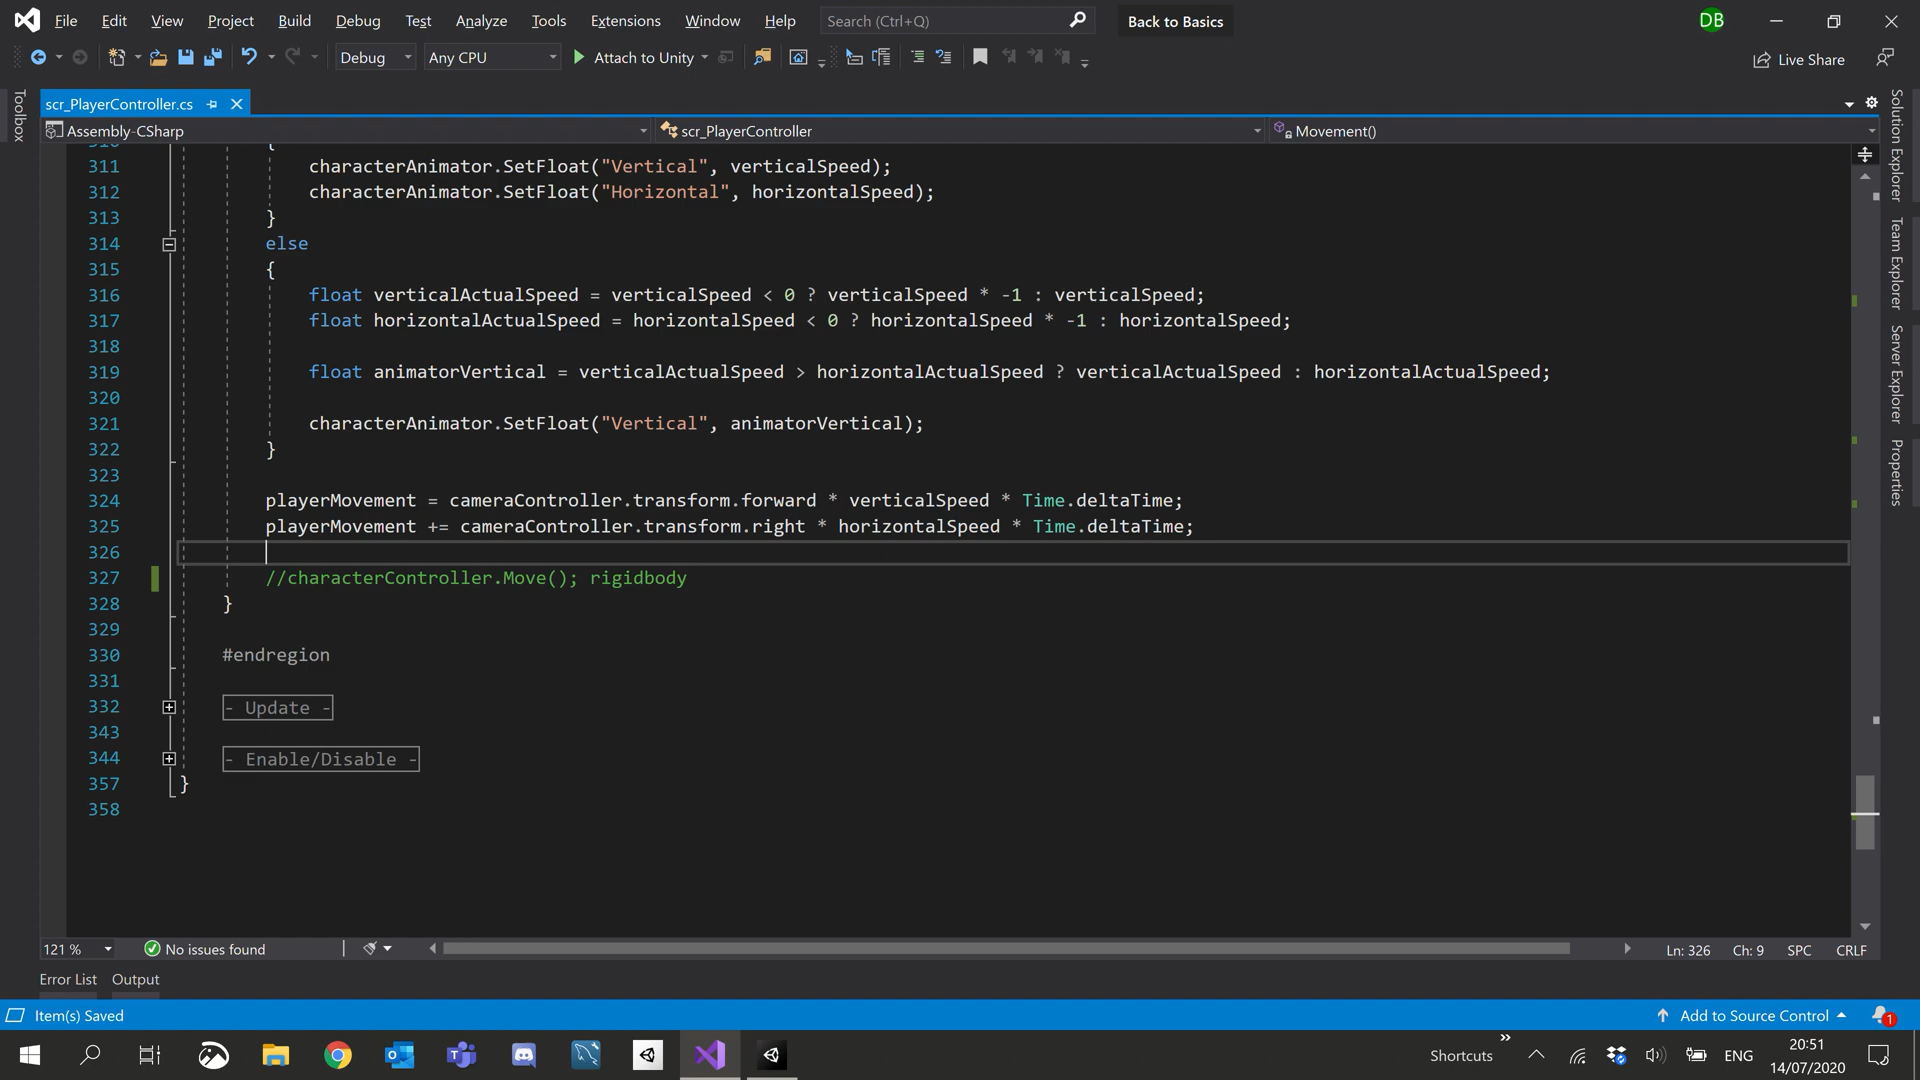 File Edit View Project Build Debug Test Analyze Tools Extensions Window Help Search (Ctrl+Q) Back to Basics DB
Debug Any CPU Attach to Unity Live Share
Toolbox
scr_PlayerController.cs
Assembly-CSharp scr_PlayerController Movement()
311 characterAnimator.SetFloat("Vertical", verticalSpeed);
312 characterAnimator.SetFloat("Horizontal", horizontalSpeed);
313 }
314 else
315 {
316 float verticalActualSpeed = verticalSpeed < 0 ? verticalSpeed * -1 : verticalSpeed;
317 float horizontalActualSpeed = horizontalSpeed < 0 ? horizontalSpeed * -1 : horizontalSpeed;
318
319 float animatorVertical = verticalActualSpeed > horizontalActualSpeed ? verticalActualSpeed : horizontalActualSpeed;
320
321 characterAnimator.SetFloat("Vertical", animatorVertical);
322 }
323
324 playerMovement = cameraController.transform.forward * verticalSpeed * Time.deltaTime;
325 playerMovement += cameraController.transform.right * horizontalSpeed * Time.deltaTime;
326
327 //characterController.Move(); rigidbody
328 }
329
330 #endregion
331
332 - Update -
343
344 - Enable/Disable -
357 }
358
Solution Explorer
Team Explorer
Server Explorer
Properties
121 % No issues found Ln: 326 Ch: 9 SPC CRLF
Error List Output
Item(s) Saved Add to Source Control 1
Shortcuts ENG 20:51
14/07/2020